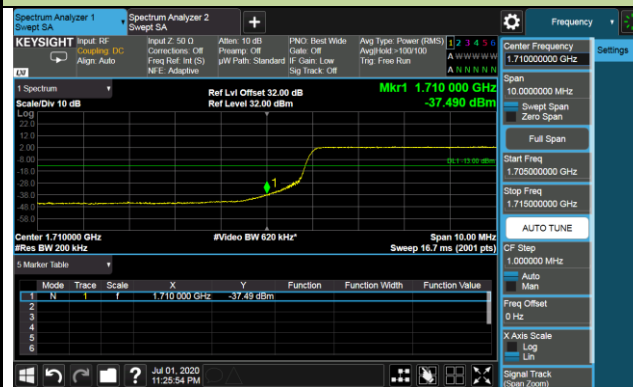 Spectrum Analyzer 1
Swept SA
Spectrum Analyzer 2
Swept SA
+
Frequency
KEYSIGHT
Input: RF
Coupling: DC
Align: Auto
Input Z: 50 Ω
Corrections: Off
Freq Ref: Int (S)
NFE: Adaptive
Atten: 10 dB
Preamp: Off
µW Path: Standard
PNO: Best Wide
Gate: Off
IF Gain: Low
Sig Track: Off
Avg Type: Power (RMS)
Avg|Hold:>100/100
Trig: Free Run
1 2 3 4 5 6
A W W W W W
A N N N N N
LXI
1 Spectrum
Scale/Div 10 dB
Log
Ref Lvl Offset 32.00 dB
Ref Level 32.00 dBm
Mkr1 1.710 000 GHz
-37.490 dBm
22.0
12.0
2.00
-8.00
-18.0
-28.0
-38.0
-48.0
-58.0
DL1 -13.00 dBm
1
Center 1.710000 GHz
#Res BW 200 kHz
#Video BW 620 kHz*
Span 10.00 MHz
Sweep 16.7 ms (2001 pts)
5 Marker Table
Mode Trace Scale X Y Function Function Width Function Value
1 N 1 f 1.710 000 GHz -37.49 dBm
2
3
4
5
6
Center Frequency
1.710000000 GHz
Settings
Span
10.0000000 MHz
Swept Span
Zero Span
Full Span
Start Freq
1.705000000 GHz
Stop Freq
1.715000000 GHz
AUTO TUNE
CF Step
1.000000 MHz
Auto
Man
Freq Offset
0 Hz
X Axis Scale
Log
Lin
Signal Track
(Span Zoom)
?
Jul 01, 2020
11:25:54 PM